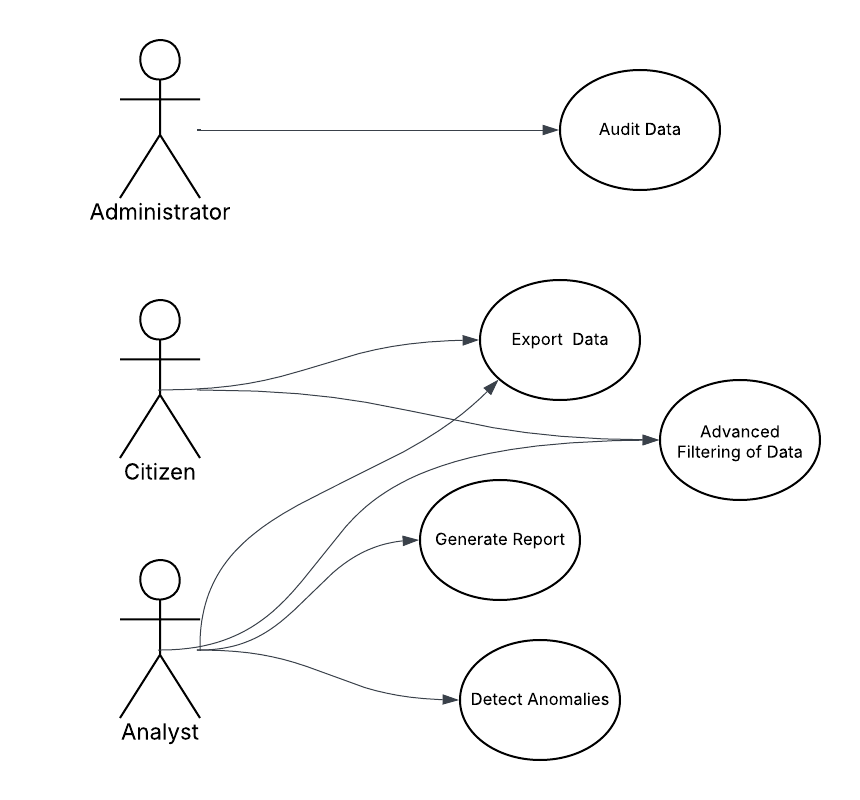 Audit Data
Administrator
Export  Data
Advanced
Filtering of Data
Citizen
Generate Report
Detect Anomalies
Analyst